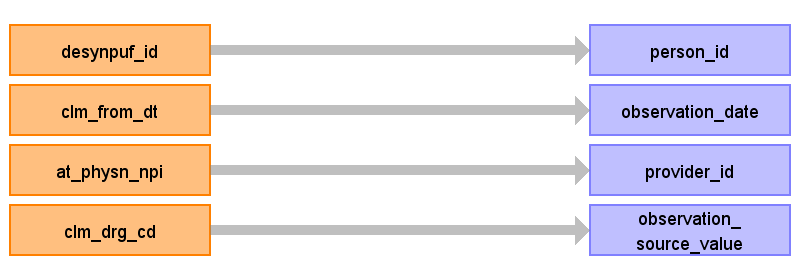 desynpuf_id person_id
clm_from_dt observation_date
at_physn_npi provider_id
clm_drg_cd observation_
source_value